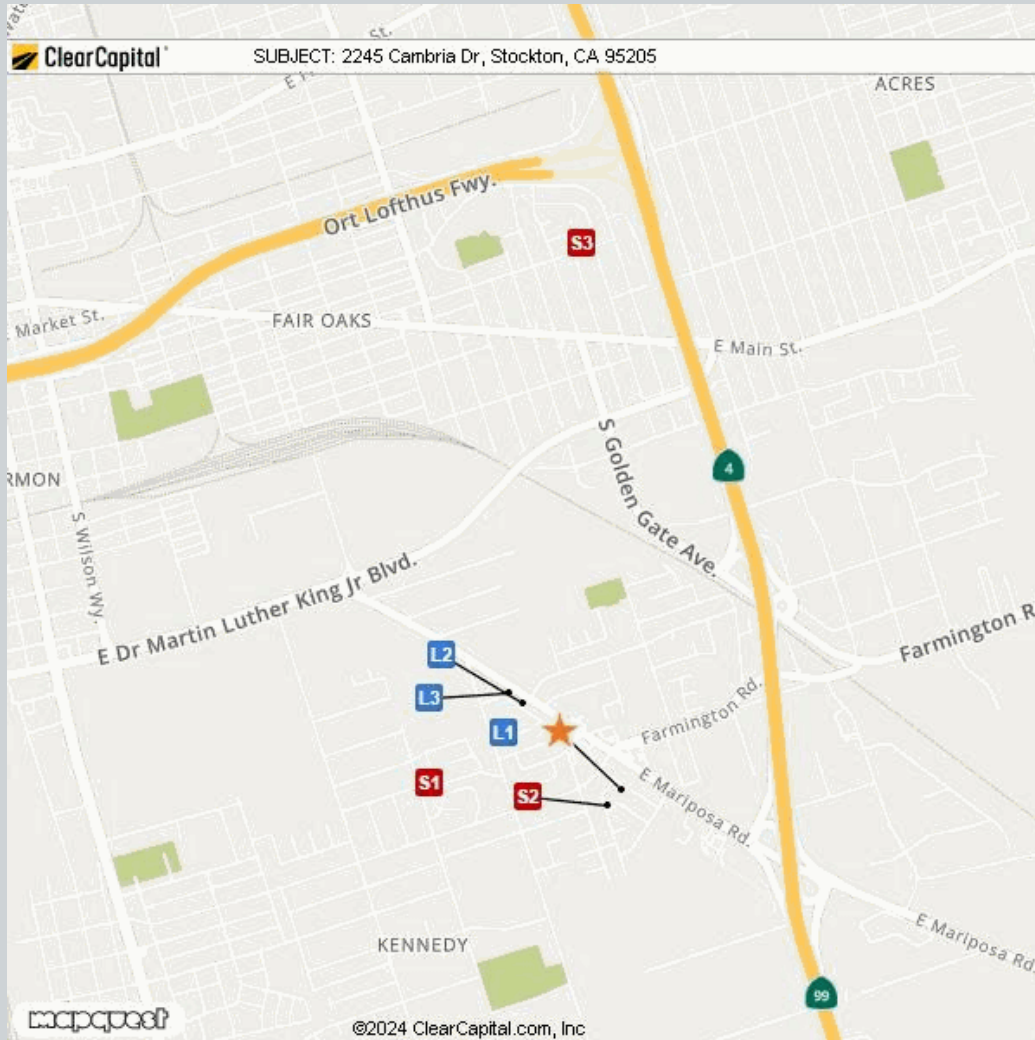 St.
ClearCapital
SUBJECT: 2245 Cambria Dr, Stockton, CA 95205
ACRES
Ort Lofthus Fwy.
S3
Market St.
FAIR OAKS
E Main St.
S Golden Gate Ave.
4
RMON
S Wilson Wy.
E Dr Martin Luther King Jr Blvd.
Farmington R
L2
L3
L1
Farmington Rd.
S1
S2
E Mariposa Rd.
KENNEDY
E Mariposa Rd.
99
mapquest
©2024 ClearCapital.com, Inc